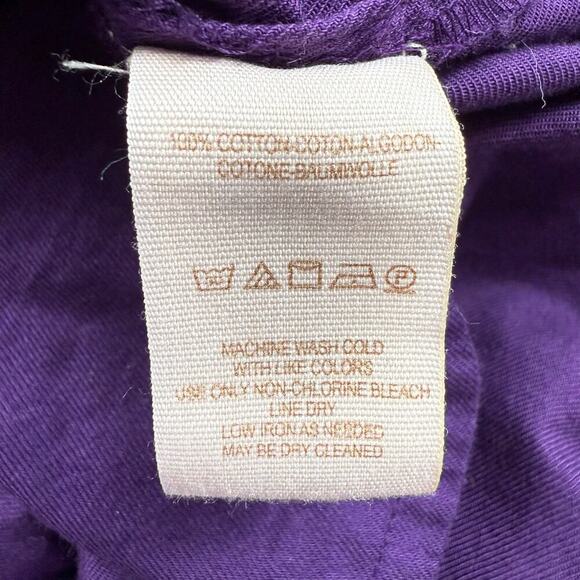 100% COTTON-COTON-ALGODON-
COTONE-BAUMWOLLE
MACHINE WASH COLD
WITH LIKE COLORS
USE ONLY NON-CHLORINE BLEACH
LINE DRY
LOW IRON AS NEEDED
MAY BE DRY CLEANED